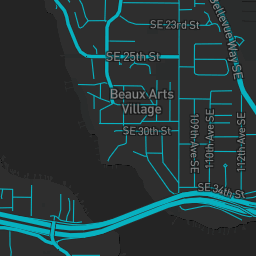 SE 23rd St
Bellevue Way SE
SE 25th St
Beaux Arts
Village
SE 30th St
109th Ave SE
110th Ave SE
112th Ave SE
SE 34th St